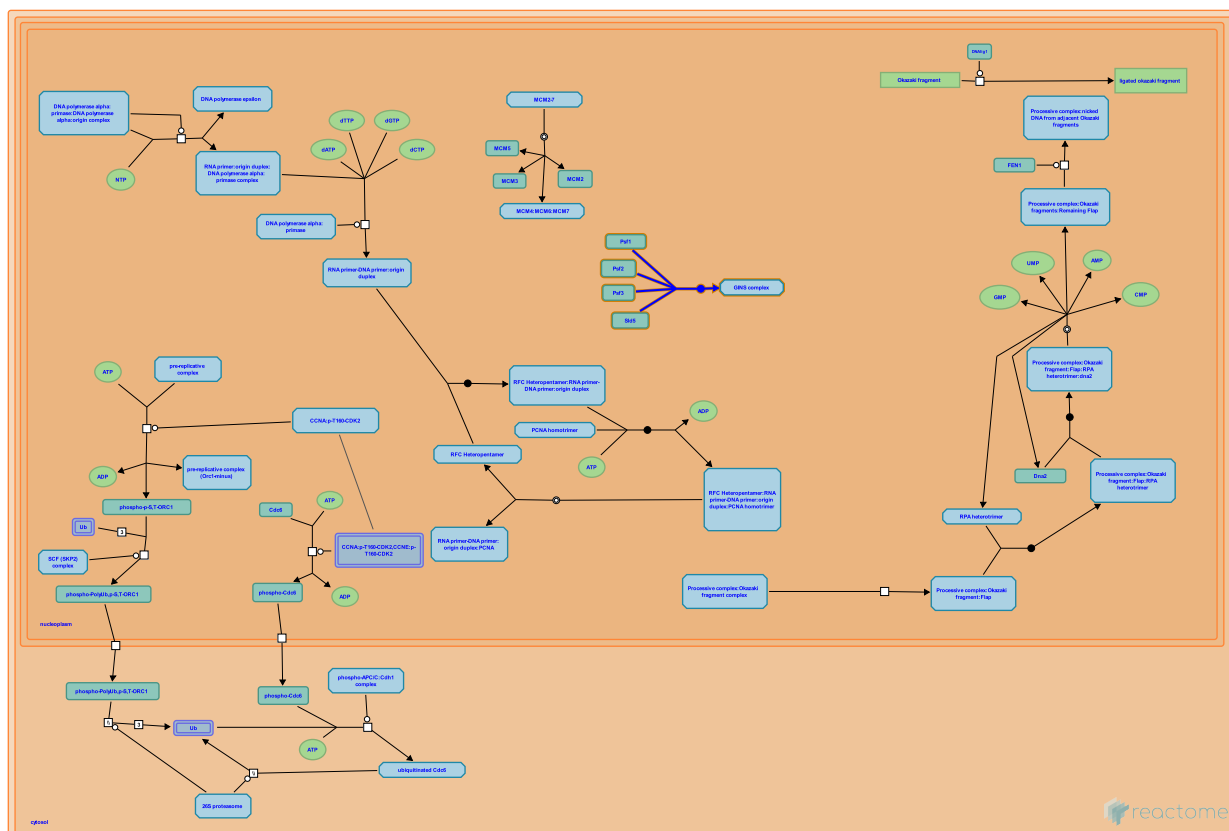 DNA ligI
Okazaki fragment
ligated okazaki fragment
DNA polymerase alpha:
primase:DNA polymerase
alpha:origin complex
DNA polymerase epsilon
MCM2-7
Processive complex:nicked
DNA from adjacent Okazaki
fragments
dTTP
dGTP
dATP
dCTP
MCM5
MCM3
MCM2
FEN1
NTP
RNA primer:origin duplex:
DNA polymerase alpha:
primase complex
MCM4:MCM6:MCM7
Processive complex:Okazaki
fragments:Remaining Flap
DNA polymerase alpha:
primase
Psf1
Psf2
Psf3
Sld5
GINS complex
RNA primer-DNA primer:origin
duplex
UMP
AMP
GMP
CMP
ATP
pre-replicative
complex
RFC Heteropentamer:RNA primer-
DNA primer:origin duplex
Processive complex:Okazaki
fragment:Flap:RPA
heterotrimer:dna2
CCNA:p-T160-CDK2
PCNA homotrimer
ADP
RFC Heteropentamer
ATP
ADP
pre-replicative complex
(Orc1-minus)
Dna2
Processive complex:Okazaki
fragment:Flap:RPA
heterotrimer
phospho-p-S,T-ORC1
Cdc6
ATP
RFC Heteropentamer:RNA
primer-DNA primer:origin
duplex:PCNA homotrimer
RPA heterotrimer
Ub
3
SCF (SKP2)
complex
CCNA:p-T160-CDK2,CCNE:p-
T160-CDK2
RNA primer-DNA primer:
origin duplex:PCNA
phospho-PolyUb,p-S,T-ORC1
phospho-Cdc6
ADP
Processive complex:Okazaki
fragment complex
Processive complex:Okazaki
fragment:Flap
nucleoplasm
phospho-PolyUb,p-S,T-ORC1
phospho-Cdc6
phospho-APC/C:Cdh1
complex
3
Ub
ATP
ubiquitinated Cdc6
26S proteasome
cytosol
reactome